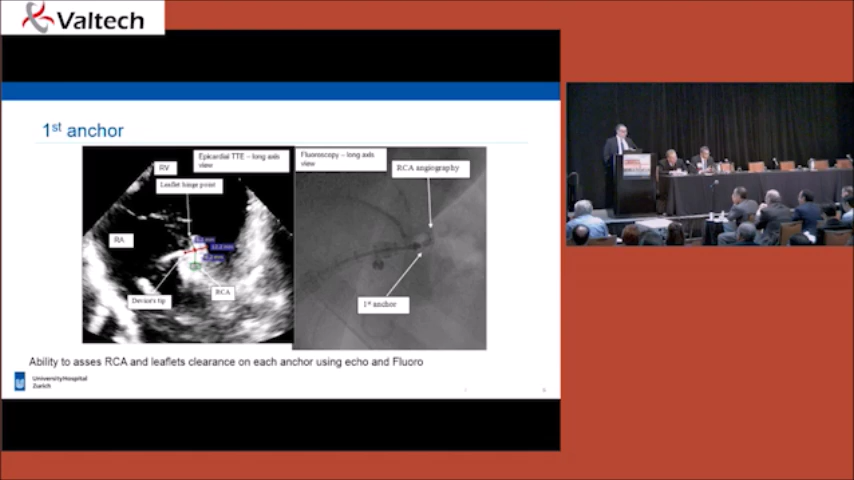 Valtech
1st anchor
RV
Epicardial TTE – long axis
view
Leaflet hinge point
RA
Device's tip
RCA
Fluoroscopy – long axis
view
RCA angiography
1st anchor
Ability to asses RCA and leaflets clearance on each anchor using echo and Fluoro
UniversityHospital
Zurich